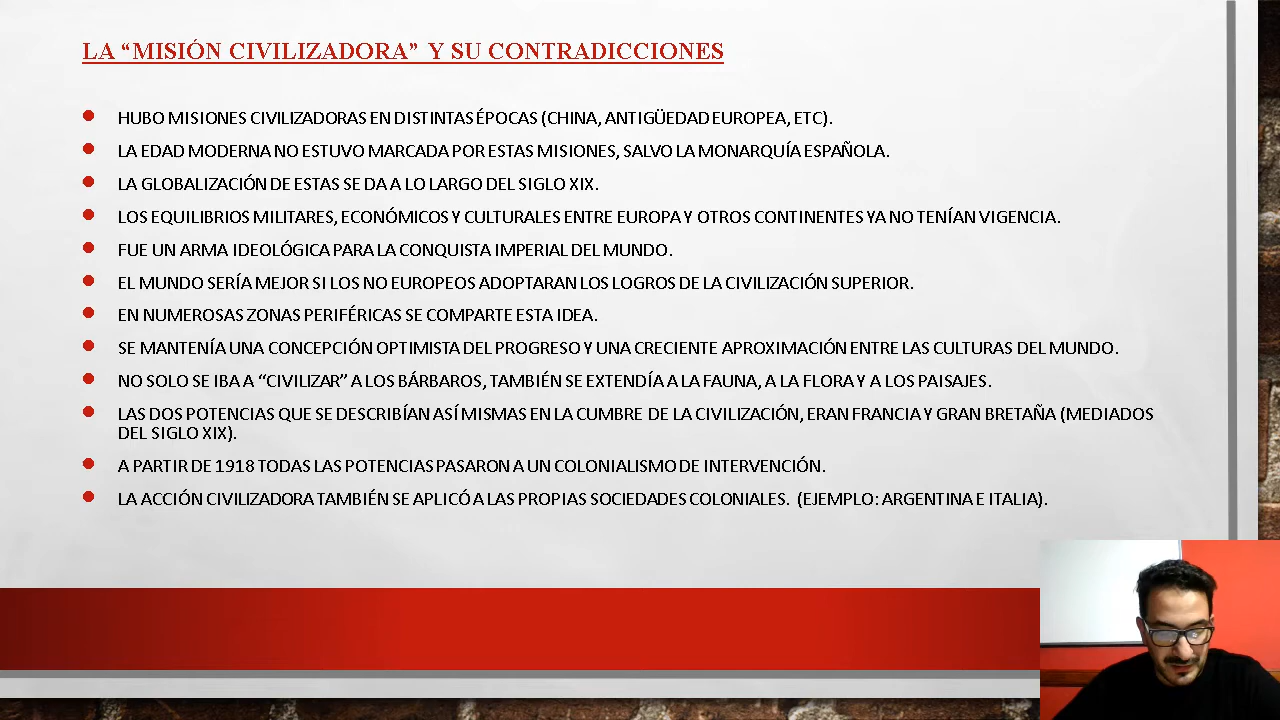 LA “MISIÓN CIVILIZADORA” Y SU CONTRADICCIONES
HUBO MISIONES CIVILIZADORAS EN DISTINTAS ÉPOCAS (CHINA, ANTIGÜEDAD EUROPEA, ETC).
LA EDAD MODERNA NO ESTUVO MARCADA POR ESTAS MISIONES, SALVO LA MONARQUÍA ESPAÑOLA.
LA GLOBALIZACIÓN DE ESTAS SE DA A LO LARGO DEL SIGLO XIX.
LOS EQUILIBRIOS MILITARES, ECONÓMICOS Y CULTURALES ENTRE EUROPA Y OTROS CONTINENTES YA NO TENÍAN VIGENCIA.
FUE UN ARMA IDEOLÓGICA PARA LA CONQUISTA IMPERIAL DEL MUNDO.
EL MUNDO SERÍA MEJOR SI LOS NO EUROPEOS ADOPTARAN LOS LOGROS DE LA CIVILIZACIÓN SUPERIOR.
EN NUMEROSAS ZONAS PERIFÉRICAS SE COMPARTE ESTA IDEA.
SE MANTENÍA UNA CONCEPCIÓN OPTIMISTA DEL PROGRESO Y UNA CRECIENTE APROXIMACIÓN ENTRE LAS CULTURAS DEL MUNDO.
NO SOLO SE IBA A “CIVILIZAR” A LOS BÁRBAROS, TAMBIÉN SE EXTENDÍA A LA FAUNA, A LA FLORA Y A LOS PAISAJES.
LAS DOS POTENCIAS QUE SE DESCRIBÍAN ASÍ MISMAS EN LA CUMBRE DE LA CIVILIZACIÓN, ERAN FRANCIA Y GRAN BRETAÑA (MEDIADOS
DEL SIGLO XIX).
A PARTIR DE 1918 TODAS LAS POTENCIAS PASARON A UN COLONIALISMO DE INTERVENCIÓN.
LA ACCIÓN CIVILIZADORA TAMBIÉN SE APLICÓ A LAS PROPIAS SOCIEDADES COLONIALES. (EJEMPLO: ARGENTINA E ITALIA).